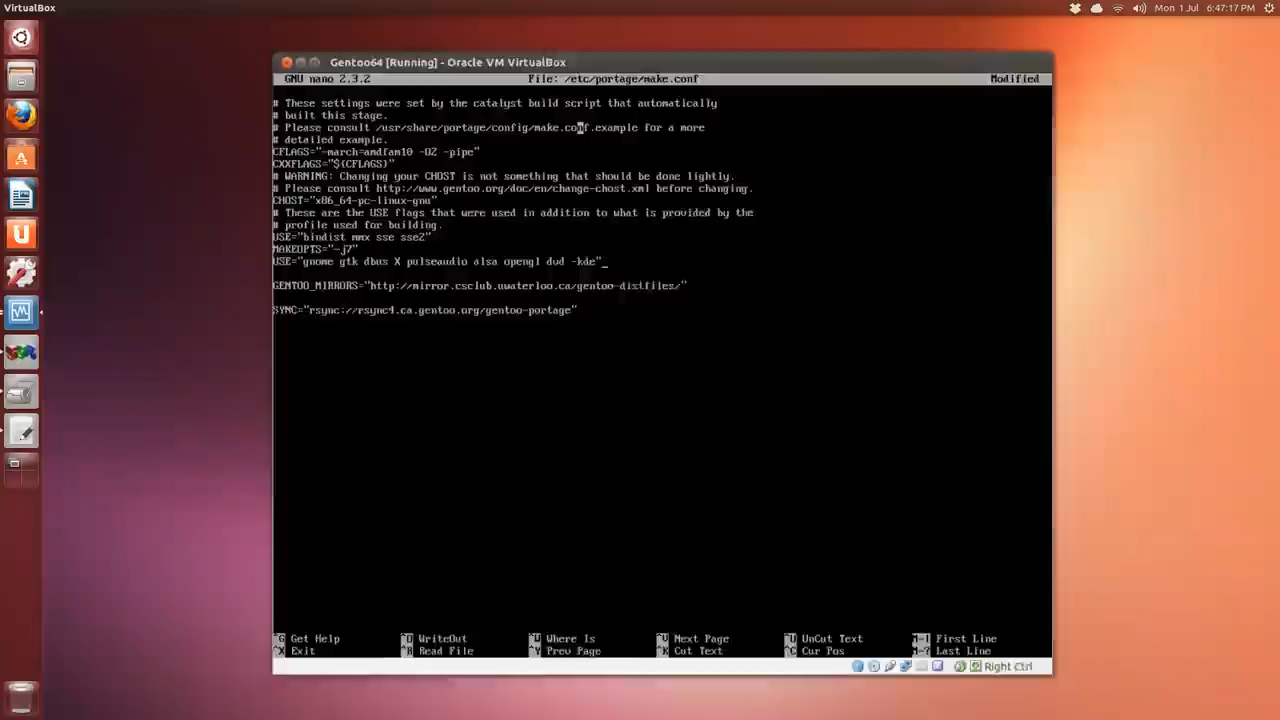 VirtualBox
Mon 1 Jul 6:47:17 PM
Gentoo64 [Running] - Oracle VM VirtualBox
GNU nano 2.3.2 File: /etc/portage/make.conf Modified
# These settings were set by the catalyst build script that automatically
# built this stage.
# Please consult /usr/share/portage/config/make.conf.example for a more
# detailed example.
CFLAGS="-march=amdfam10 -O2 -pipe"
CXXFLAGS="${CFLAGS}"
# WARNING: Changing your CHOST is not something that should be done lightly.
# Please consult http://www.gentoo.org/doc/en/change-chost.xml before changing.
CHOST="x86_64-pc-linux-gnu"
# These are the USE flags that were used in addition to what is provided by the
# profile used for building.
USE="bindist mmx sse sse2"
MAKEOPTS="-j7"
USE="gnome gtk dbus X pulseaudio alsa opengl dvd -kde"_
GENTOO_MIRRORS="http://mirror.csclub.uwaterloo.ca/gentoo-distfiles/"
SYNC="rsync://rsync4.ca.gentoo.org/gentoo-portage"
^G Get Help ^O WriteOut ^W Where Is ^V Next Page ^U UnCut Text First Line
^X Exit ^R Read File ^Y Prev Page ^K Cut Text ^C Cur Pos Last Line
Right Ctrl